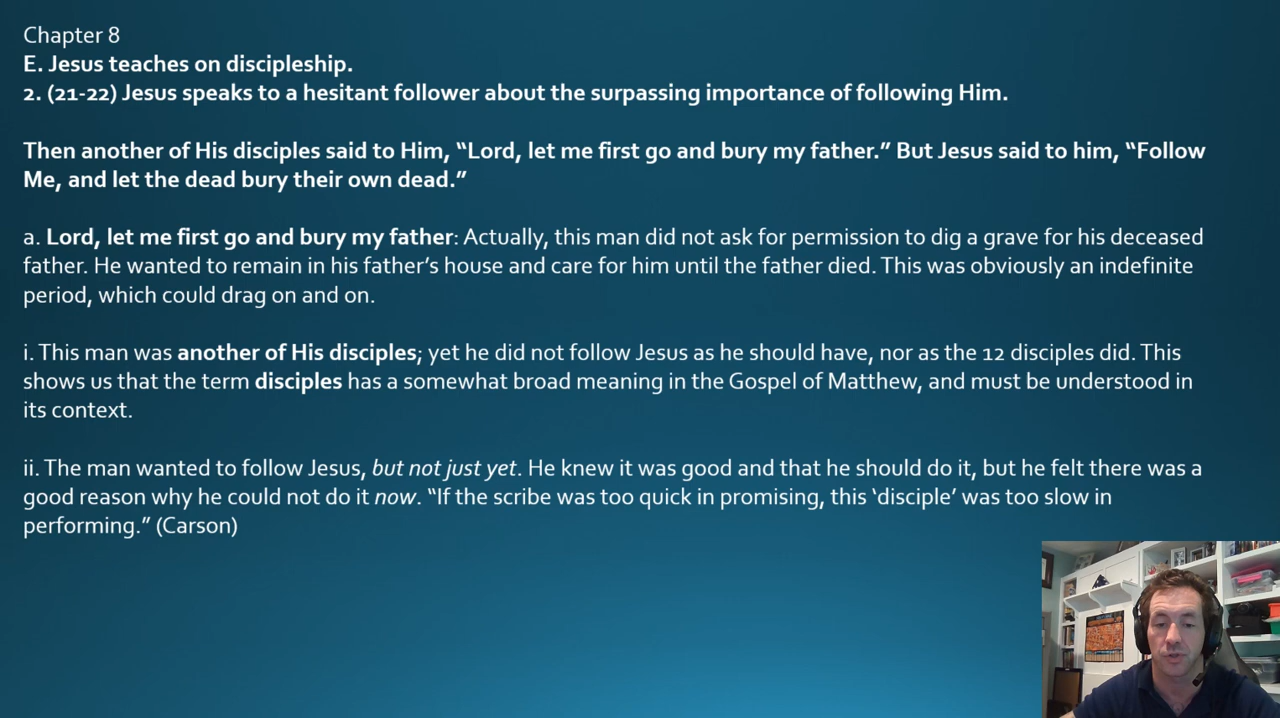 Chapter 8
E. Jesus teaches on discipleship.
2. (21-22) Jesus speaks to a hesitant follower about the surpassing importance of following Him.
Then another of His disciples said to Him, “Lord, let me first go and bury my father.” But Jesus said to him, “Follow
Me, and let the dead bury their own dead.”
a. Lord, let me first go and bury my father: Actually, this man did not ask for permission to dig a grave for his deceased
father. He wanted to remain in his father’s house and care for him until the father died. This was obviously an indefinite
period, which could drag on and on.
i. This man was another of His disciples; yet he did not follow Jesus as he should have, nor as the 12 disciples did. This
shows us that the term disciples has a somewhat broad meaning in the Gospel of Matthew, and must be understood in
its context.
ii. The man wanted to follow Jesus, but not just yet. He knew it was good and that he should do it, but he felt there was a
good reason why he could not do it now. “If the scribe was too quick in promising, this ‘disciple’ was too slow in
performing.” (Carson)